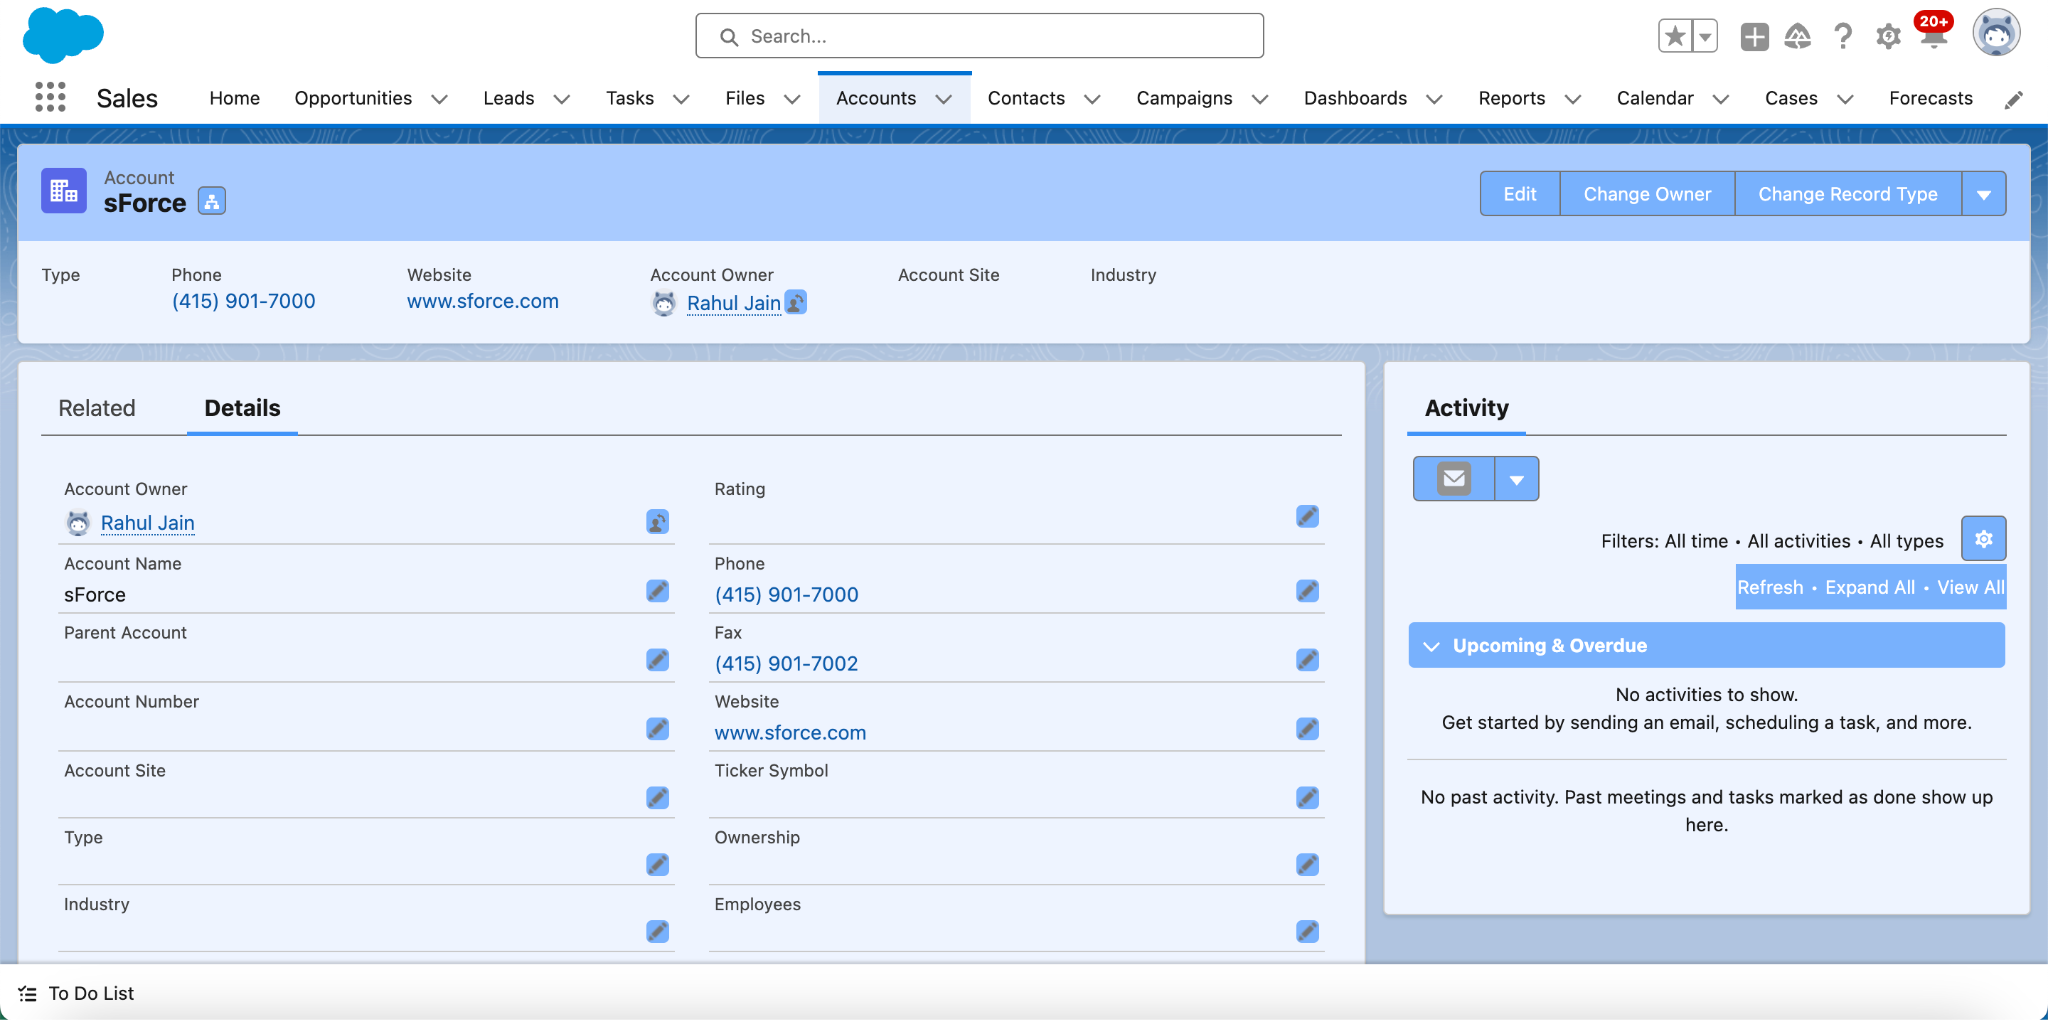 Search...
20+
Sales
Home
Opportunities
Leads
Tasks
Files
Accounts
Contacts
Campaigns
Dashboards
Reports
Calendar
Cases
Forecasts
Account
sForce
Edit
Change Owner
Change Record Type
Type
Phone
Website
Account Owner
Account Site
Industry
(415) 901-7000
www.sforce.com
Rahul Jain
Related
Details
Account Owner
Rahul Jain
Rating
Account Name
sForce
Phone
(415) 901-7000
Parent Account
Fax
(415) 901-7002
Account Number
Website
www.sforce.com
Account Site
Ticker Symbol
Type
Ownership
Industry
Employees
Activity
Filters: All time • All activities • All types
Refresh • Expand All • View All
Upcoming & Overdue
No activities to show.
Get started by sending an email, scheduling a task, and more.
No past activity. Past meetings and tasks marked as done show up
here.
To Do List